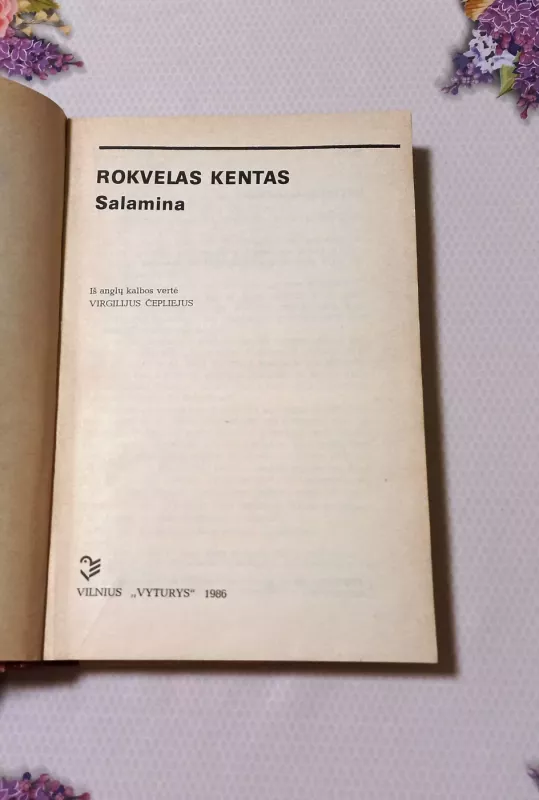 ROKVELAS KENTAS
Salamina
Iš anglų kalbos vertė
VIRGILIJUS ČEPLIEJUS
VILNIUS „VYTURYS“ 1986